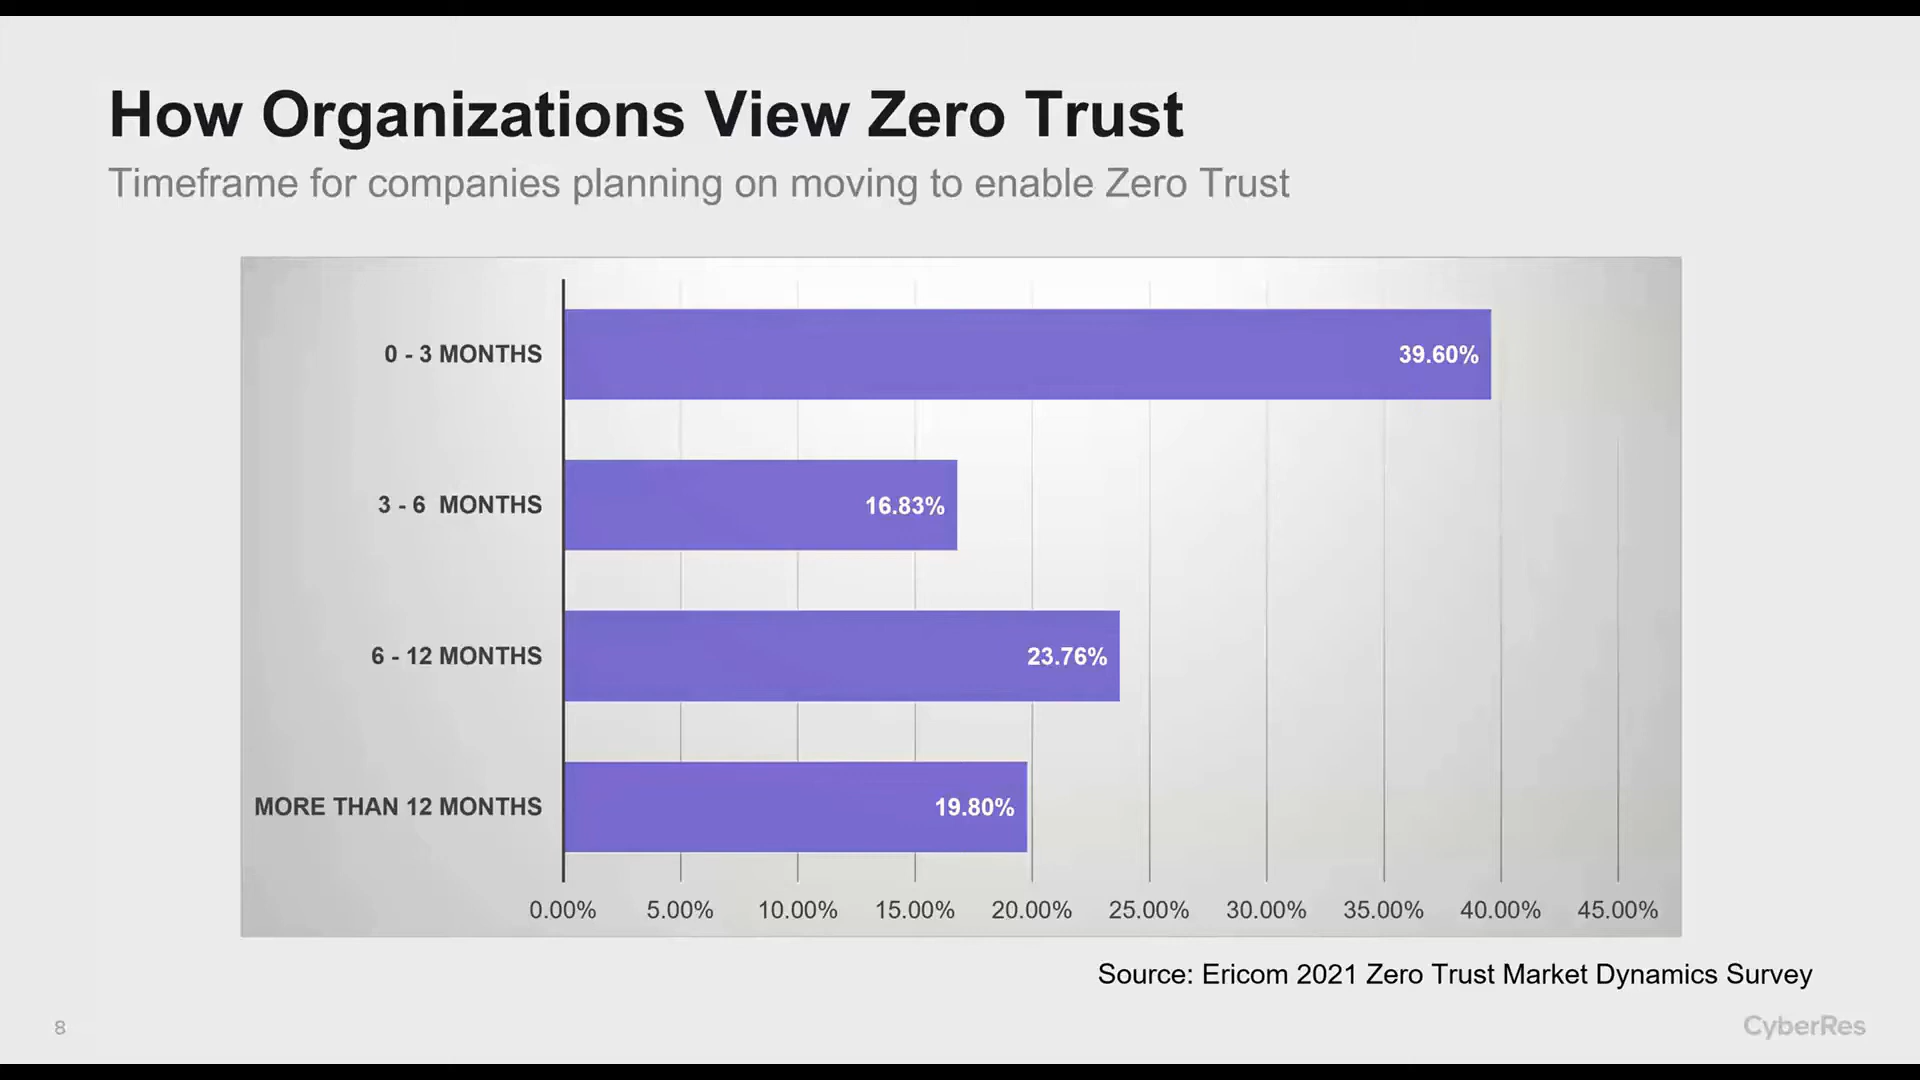 How Organizations View Zero Trust
Timeframe for companies planning on moving to enable Zero Trust
0 - 3 MONTHS
39.60%
3 - 6  MONTHS
16.83%
6 - 12 MONTHS
23.76%
MORE THAN 12 MONTHS
19.80%
0.00% 5.00% 10.00% 15.00% 20.00% 25.00% 30.00% 35.00% 40.00% 45.00%
Source: Ericom 2021 Zero Trust Market Dynamics Survey
8
CyberRes